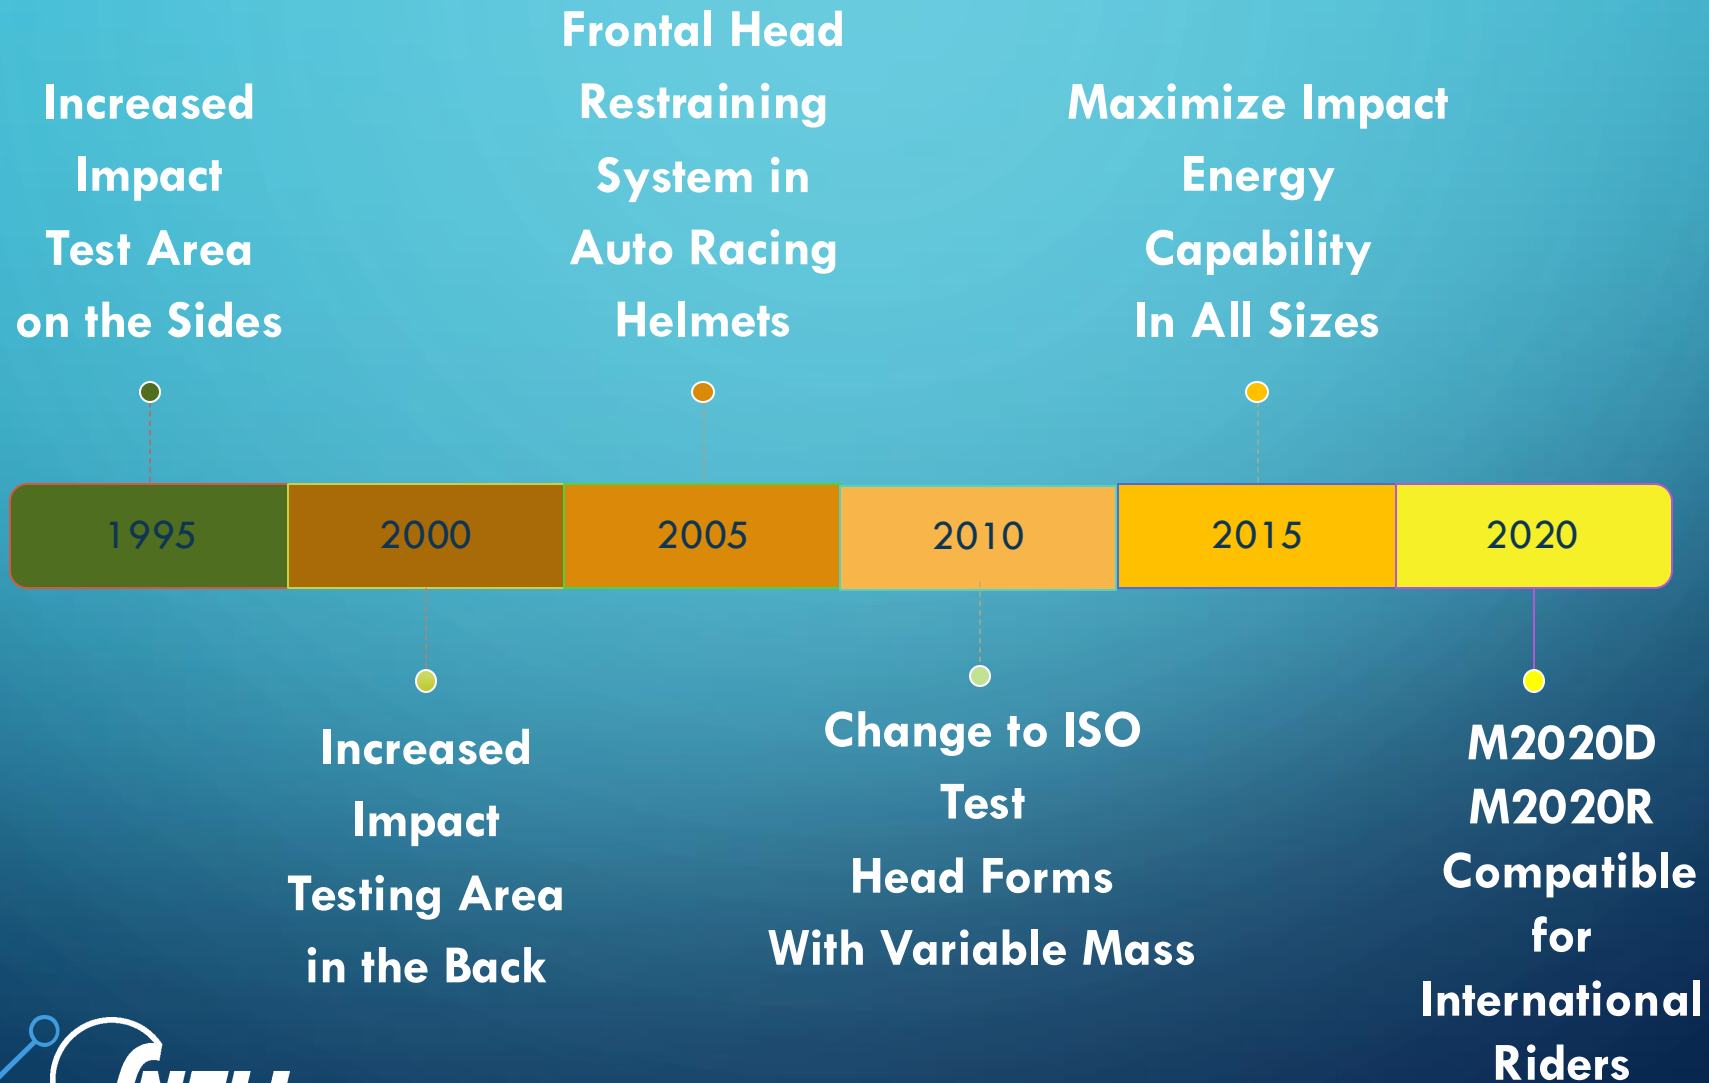 Increased
Impact
Test Area
on the Sides
Frontal Head
Restraining
System in
Auto Racing
Helmets
Maximize Impact
Energy
Capability
In All Sizes
1995
2000
2005
2010
2015
2020
Increased
Impact
Testing Area
in the Back
Change to ISO
Test
Head Forms
With Variable Mass
M2020D
M2020R
Compatible
for
International
Riders